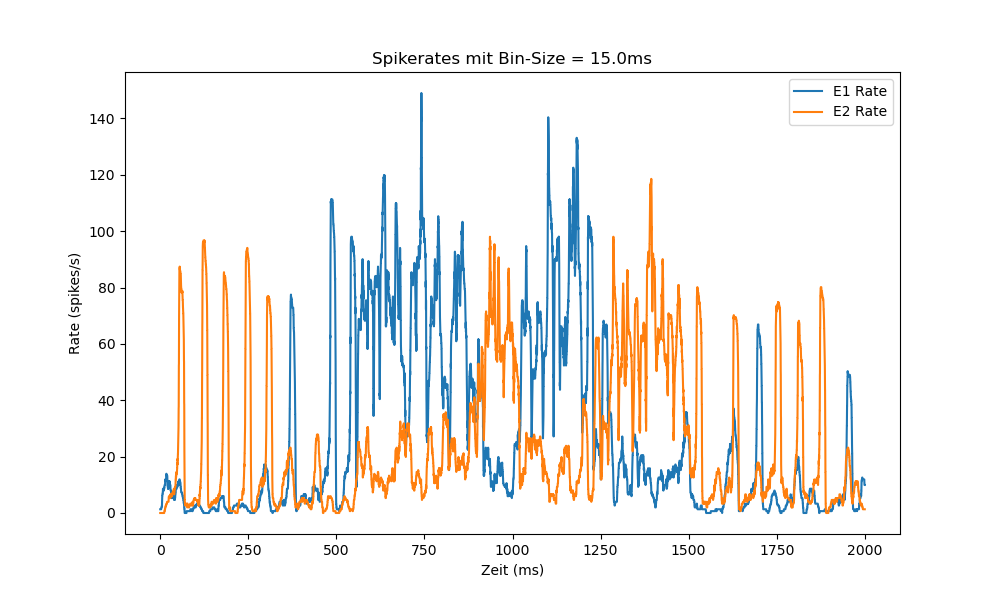 Spikerates mit Bin-Size = 15.0ms
E1 Rate
E2 Rate
Rate (spikes/s)
140
120
100
80
60
40
20
0
0 250 500 750 1000 1250 1500 1750 2000
Zeit (ms)